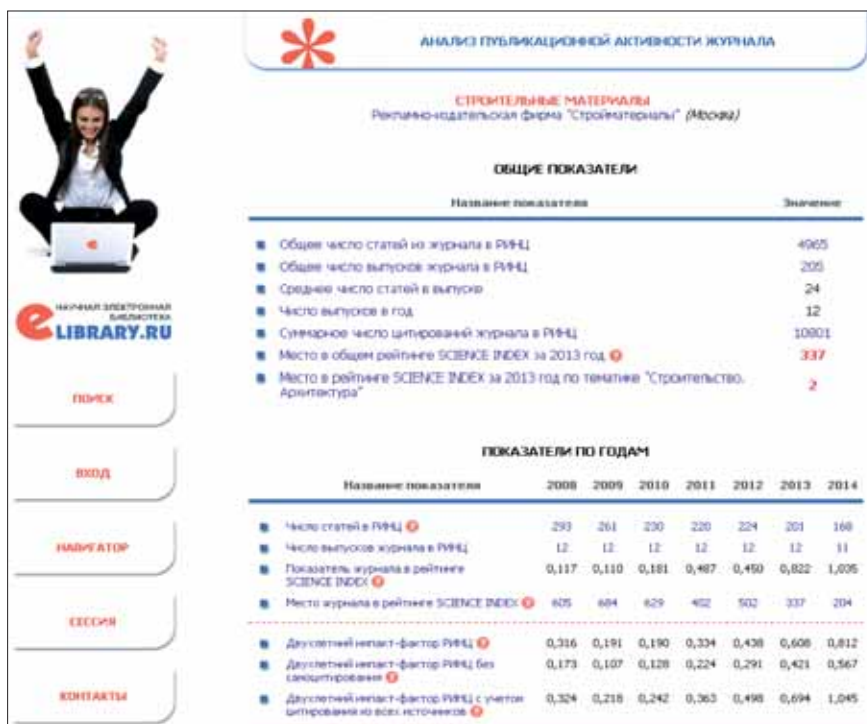 АНАЛИЗ ПУБЛИКАЦИОННОЙ АКТИВНОСТИ ЖУРНАЛА
СТРОИТЕЛЬНЫЕ МАТЕРИАЛЫ
Рекламно-издательская фирма "Стройматериалы" (Москва)
ОБЩИЕ ПОКАЗАТЕЛИ
Название показателя Значение
Общее число статей из журнала в РИНЦ 4965
Общее число выпусков журнала в РИНЦ 205
Среднее число статей в выпуске 24
Число выпусков в год 12
Суммарное число цитирований журнала в РИНЦ 10801
Место в общем рейтинге SCIENCE INDEX за 2013 год ? 337
Место в рейтинге SCIENCE INDEX за 2013 год по тематике "Строительство.
Архитектура" 2
НАУЧНАЯ ЭЛЕКТРОННАЯ
БИБЛИОТЕКА
eLIBRARY.RU
ПОИСК
ВХОД
НАВИГАТОР
СЕССИЯ
КОНТАКТЫ
ПОКАЗАТЕЛИ ПО ГОДАМ
Название показателя 2008 2009 2010 2011 2012 2013 2014
Число статей в РИНЦ ? 293 261 230 220 224 201 168
Число выпусков журнала в РИНЦ 12 12 12 12 12 12 11
Показатель журнала в рейтинге
SCIENCE INDEX ? 0,117 0,110 0,181 0,487 0,450 0,822 1,035
Место журнала в рейтинге SCIENCE INDEX ? 605 684 629 402 502 337 204
Двухлетний импакт-фактор РИНЦ ? 0,316 0,191 0,190 0,334 0,438 0,608 0,812
Двухлетний импакт-фактор РИНЦ без
самоцитирования ? 0,173 0,107 0,128 0,224 0,291 0,421 0,567
Двухлетний импакт-фактор РИНЦ с учетом
цитирования из всех источников ? 0,324 0,218 0,242 0,363 0,498 0,694 1,045